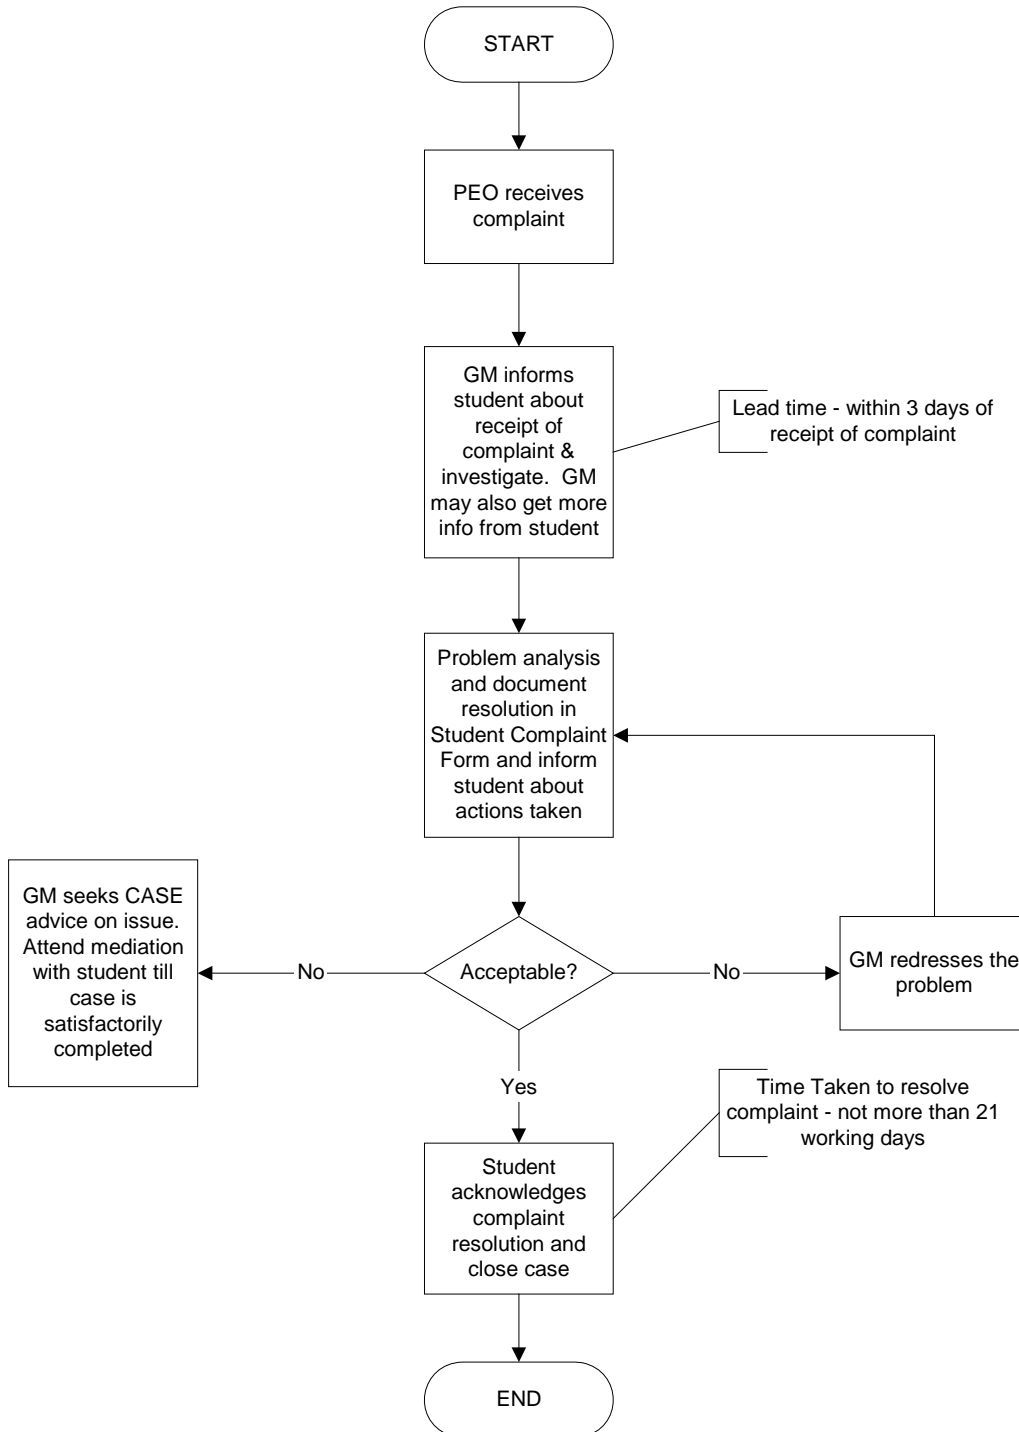 START
PEO receives
complaint
GM informs
student about
receipt of
complaint &
investigate.  GM
may also get more
info from student
Lead time - within 3 days of
receipt of complaint
Problem analysis
and document
resolution in
Student Complaint
Form and inform
student about
actions taken
GM seeks CASE
advice on issue.
Attend mediation
with student till
case is
satisfactorily
completed
No
Acceptable?
No
GM redresses the
problem
Yes
Time Taken to resolve
complaint - not more than 21
working days
Student
acknowledges
complaint
resolution and
close case
END